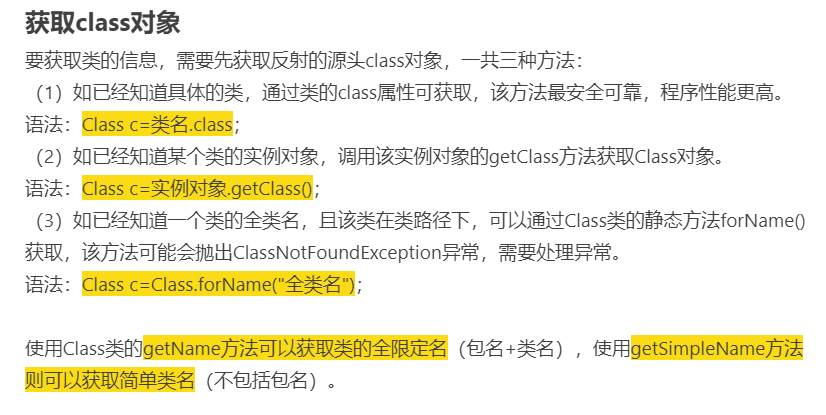 获取class对象
要获取类的信息，需要先获取反射的源头class对象，一共三种方法：
（1）如已经知道具体的类，通过类的class属性可获取，该方法最安全可靠，程序性能更高。
语法：Class c=类名.class；
（2）如已经知道某个类的实例对象，调用该实例对象的getClass方法获取Class对象。
语法：Class c=实例对象.getClass()；
（3）如已经知道一个类的全类名，且该类在类路径下，可以通过Class类的静态方法forName()
获取，该方法可能会抛出ClassNotFoundException异常，需要处理异常。
语法：Class c=Class.forName("全类名")；
使用Class类的getName方法可以获取类的全限定名（包名+类名），使用getSimpleName方法
则可以获取简单类名（不包括包名）。